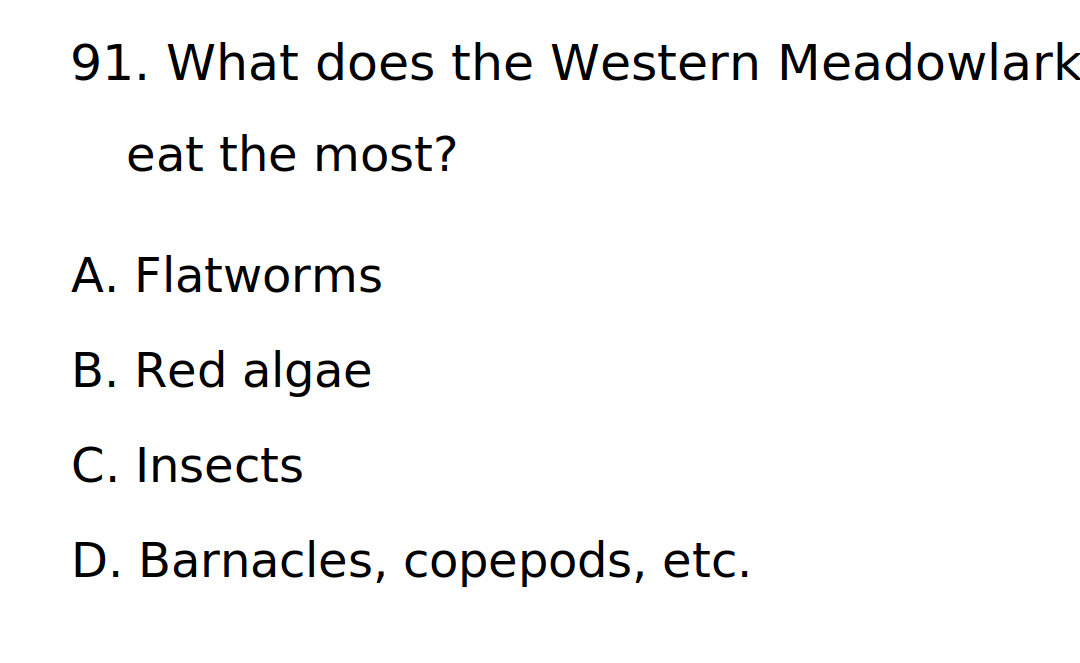 91. What does the Western Meadowlark
eat the most?
A. Flatworms
B. Red algae
C. Insects
D. Barnacles, copepods, etc.